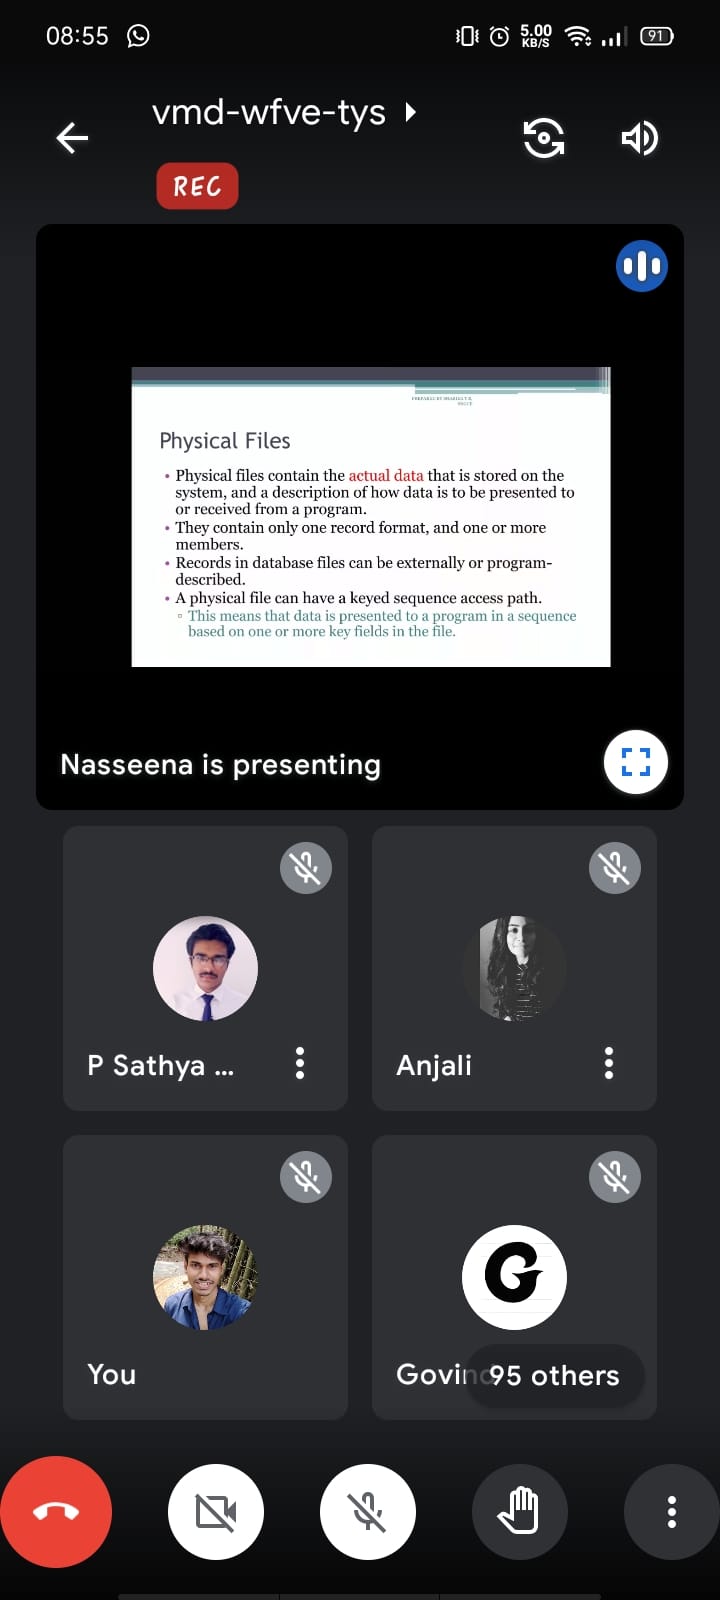 08:55
5.00
KB/S
91
vmd-wfve-tys
REC
PREPARED BY
Physical Files
• Physical files contain the actual data that is stored on the
system, and a description of how data is to be presented to
or received from a program.
• They contain only one record format, and one or more
members.
• Records in database files can be externally or program-
described.
• A physical file can have a keyed sequence access path.
▫ This means that data is presented to a program in a sequence
based on one or more key fields in the file.
Nasseena is presenting
P Sathya ...
Anjali
G
You
95 others